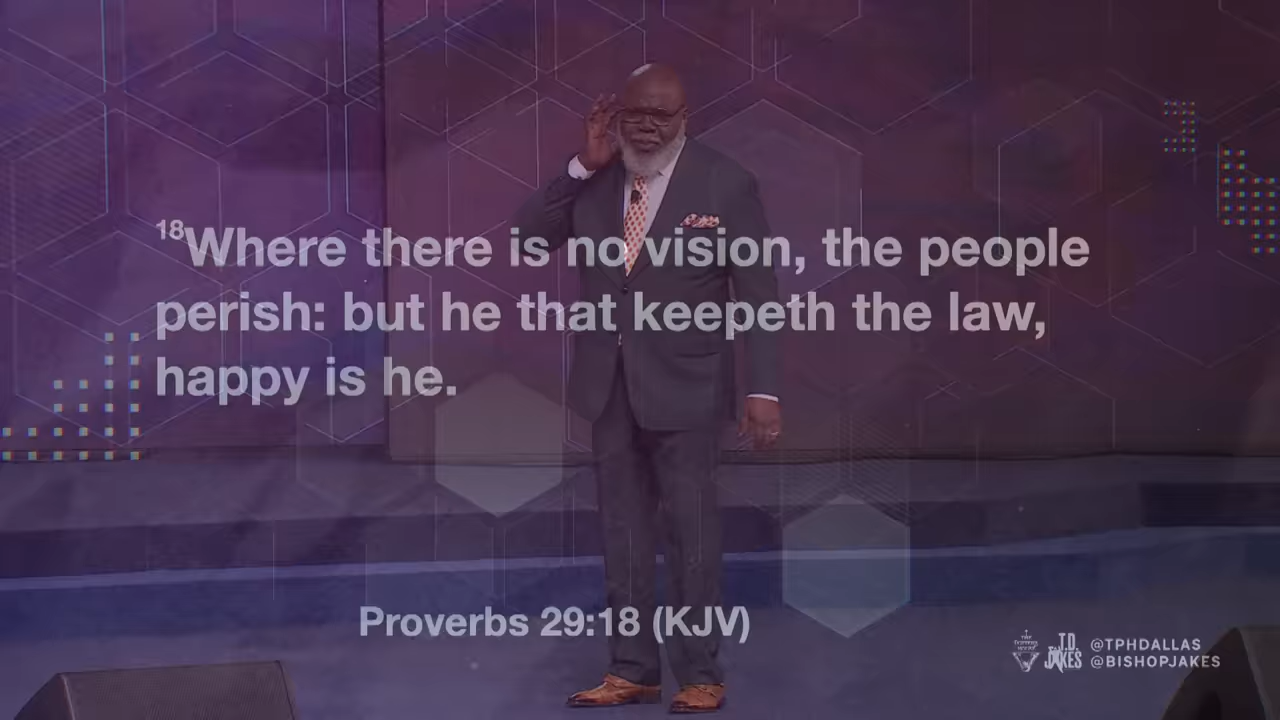 18Where there is no vision, the people
perish: but he that keepeth the law,
happy is he.
Proverbs 29:18 (KJV)
T.D.
JAKES
@TPHDALLAS
@BISHOPJAKES